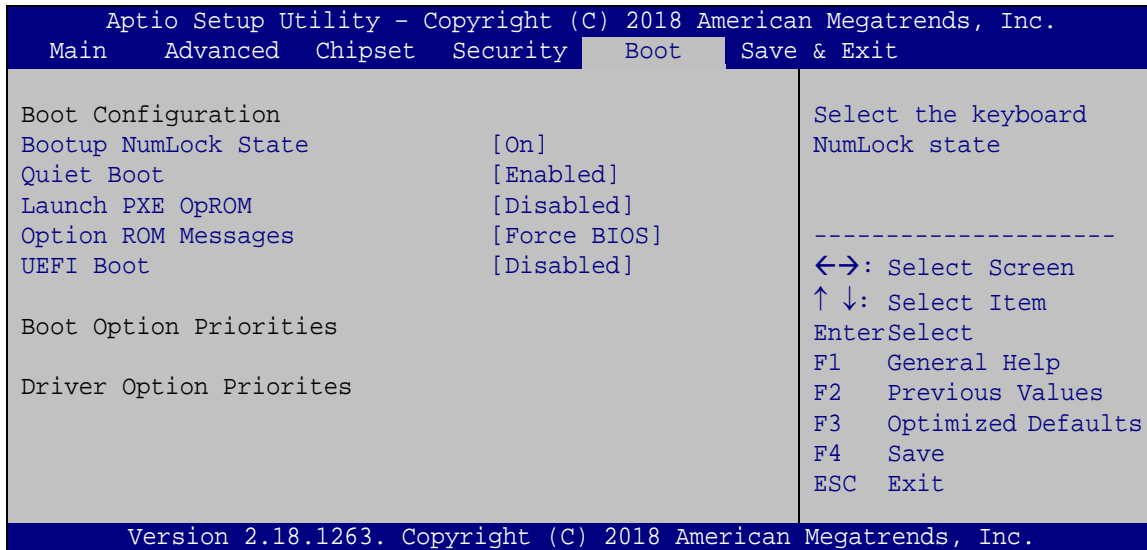 Aptio Setup Utility – Copyright (C) 2018 American Megatrends, Inc.
Main Advanced Chipset Security Boot Save & Exit
Boot Configuration
Bootup NumLock State [On]
Quiet Boot [Enabled]
Launch PXE OpROM [Disabled]
Option ROM Messages [Force BIOS]
UEFI Boot [Disabled]
Boot Option Priorities
Driver Option Priorites
Select the keyboard
NumLock state
---------------------
←→: Select Screen
↑ ↓: Select Item
EnterSelect
F1 General Help
F2 Previous Values
F3 Optimized Defaults
F4 Save
ESC Exit
Version 2.18.1263. Copyright (C) 2018 American Megatrends, Inc.